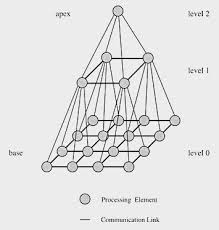 apex
level 2
level 1
base
level 0
Processing Element
Communication Link